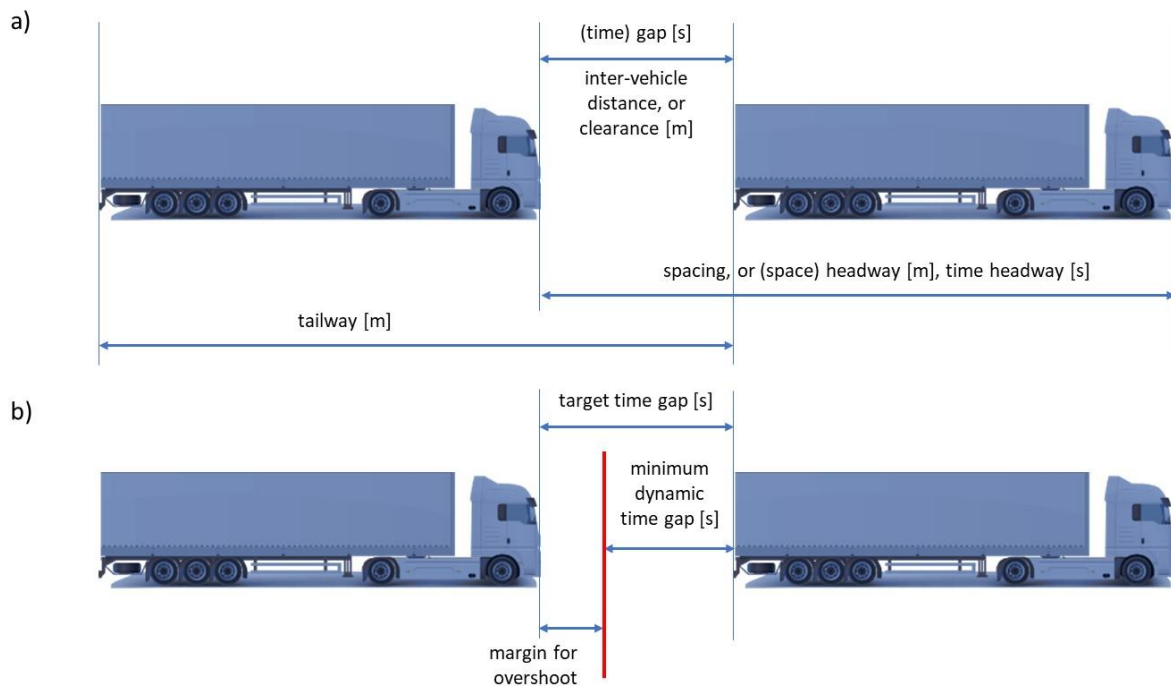 a)
(time) gap [s]
inter-vehicle
distance, or
clearance [m]
spacing, or (space) headway [m], time headway [s]
tailway [m]
b)
target time gap [s]
minimum
dynamic
time gap [s]
margin for
overshoot